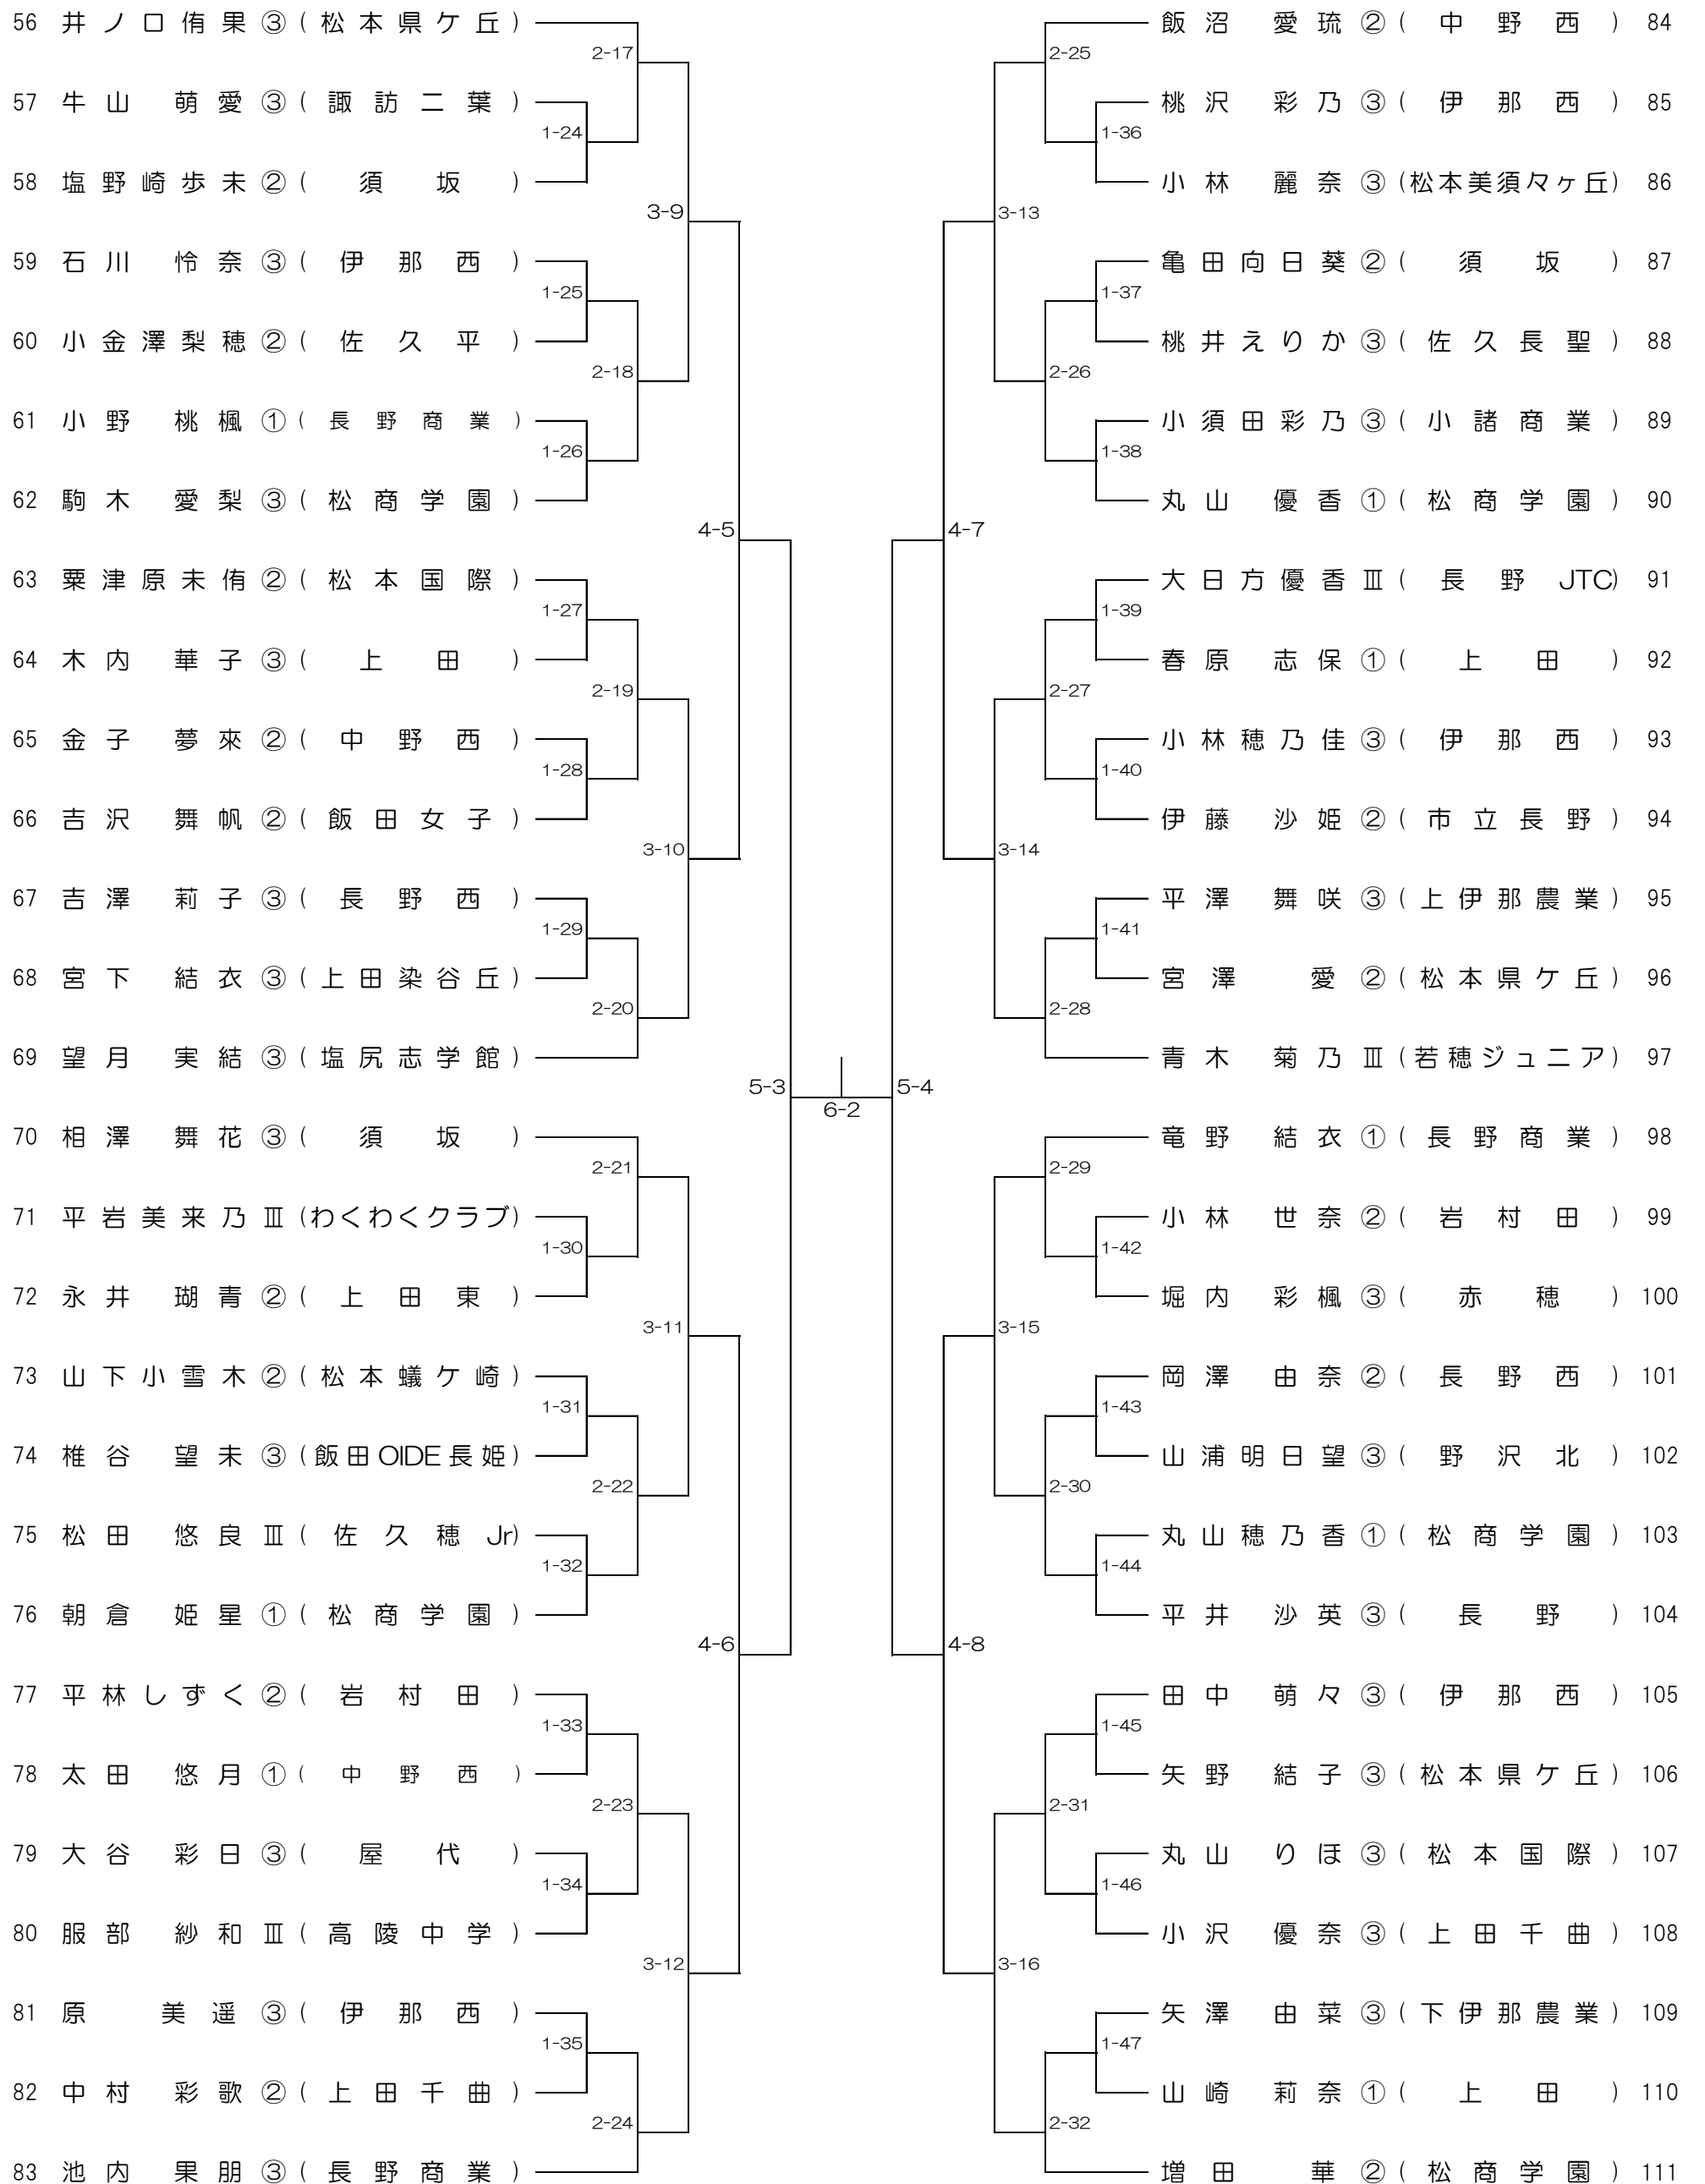 56 井ノ口侑果③(松本県ケ丘)
2-17
57 牛山 萌愛③(諏訪二葉)
1-24
58 塩野崎歩未②(須坂)
3-9
59 石川 怜奈③(伊那西)
1-25
60 小金澤梨穂②(佐久平)
2-18
61 小野 桃楓①(長野商業)
1-26
62 駒木 愛梨③(松商学園)
4-5
63 粟津原未侑②(松本国際)
1-27
64 木内 華子③(上田)
2-19
65 金子 夢來②(中野西)
1-28
66 吉沢 舞帆②(飯田女子)
3-10
67 吉澤 莉子③(長野西)
1-29
68 宮下 結衣③(上田染谷丘)
2-20
69 望月 実結③(塩尻志学館)
5-3
70 相澤 舞花③(須坂)
2-21
71 平岩美来乃Ⅲ(わくわくクラブ)
1-30
72 永井 瑚青②(上田東)
3-11
73 山下小雪木②(松本蟻ケ崎)
1-31
74 椎谷 望未③(飯田OIDE長姫)
2-22
75 松田 悠良Ⅲ(佐久穂Jr)
1-32
76 朝倉 姫星①(松商学園)
4-6
77 平林しずく②(岩村田)
1-33
78 太田 悠月①(中野西)
2-23
79 大谷 彩日③(屋代)
1-34
80 服部 紗和Ⅲ(高陵中学)
3-12
81 原 美遥③(伊那西)
1-35
82 中村 彩歌②(上田千曲)
2-24
83 池内 果朋③(長野商業)
6-2
飯沼 愛琉②(中野西) 84
2-25
桃沢 彩乃③(伊那西) 85
1-36
小林 麗奈③(松本美須々ヶ丘) 86
3-13
亀田向日葵②(須坂) 87
1-37
桃井えりか③(佐久長聖) 88
2-26
小須田彩乃③(小諸商業) 89
1-38
丸山 優香①(松商学園) 90
4-7
大日方優香Ⅲ(長野JTC) 91
1-39
春原 志保①(上田) 92
2-27
小林穂乃佳③(伊那西) 93
1-40
伊藤 沙姫②(市立長野) 94
3-14
平澤 舞咲③(上伊那農業) 95
1-41
宮澤 愛②(松本県ケ丘) 96
2-28
青木 菊乃Ⅲ(若穂ジュニア) 97
5-4
竜野 結衣①(長野商業) 98
2-29
小林 世奈②(岩村田) 99
1-42
堀内 彩楓③(赤穂) 100
3-15
岡澤 由奈②(長野西) 101
1-43
山浦明日望③(野沢北) 102
2-30
丸山穂乃香①(松商学園) 103
1-44
平井 沙英③(長野) 104
4-8
田中 萌々③(伊那西) 105
1-45
矢野 結子③(松本県ケ丘) 106
2-31
丸山 りほ③(松本国際) 107
1-46
小沢 優奈③(上田千曲) 108
3-16
矢澤 由菜③(下伊那農業) 109
1-47
山崎 莉奈①(上田) 110
2-32
増田 華②(松商学園) 111